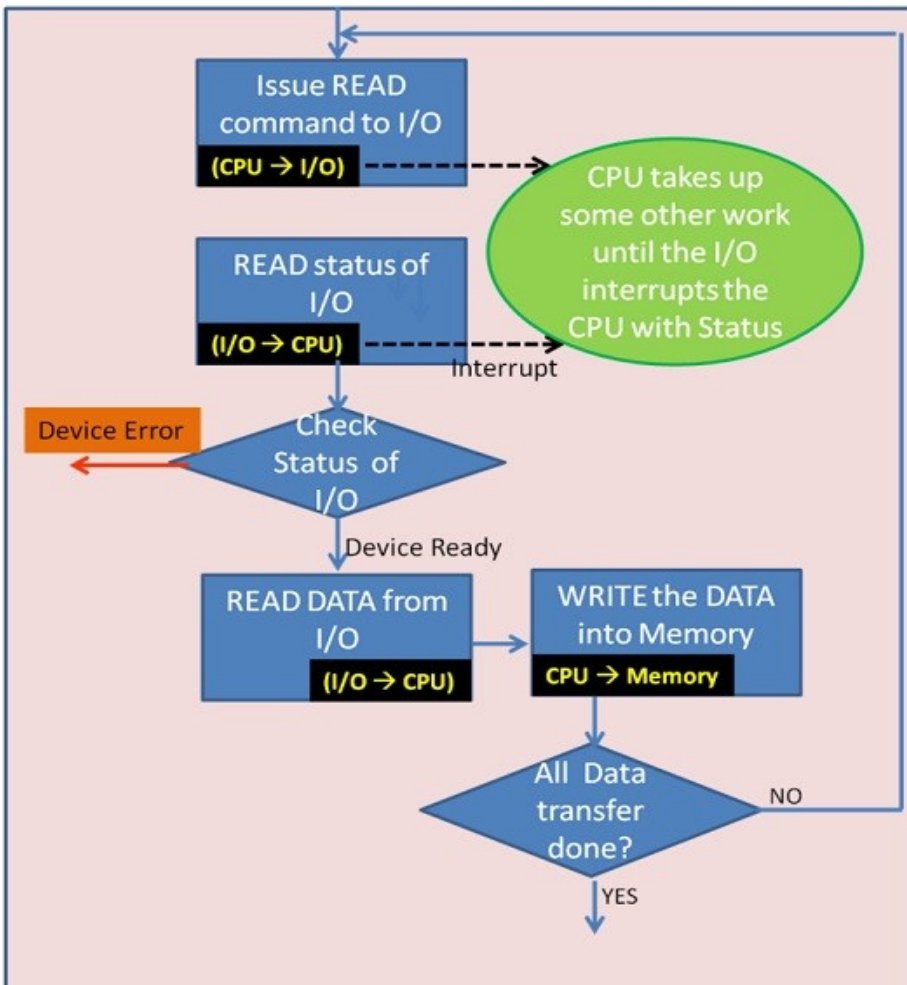 Issue READ
command to I/O
(CPU → I/O)
CPU takes up
some other work
until the I/O
interrupts the
CPU with Status
READ status of
I/O
(I/O → CPU)
Interrupt
Device Error
Check
Status of
I/O
Device Ready
READ DATA from
I/O
(I/O → CPU)
WRITE the DATA
into Memory
CPU → Memory
All Data
transfer
done?
NO
YES